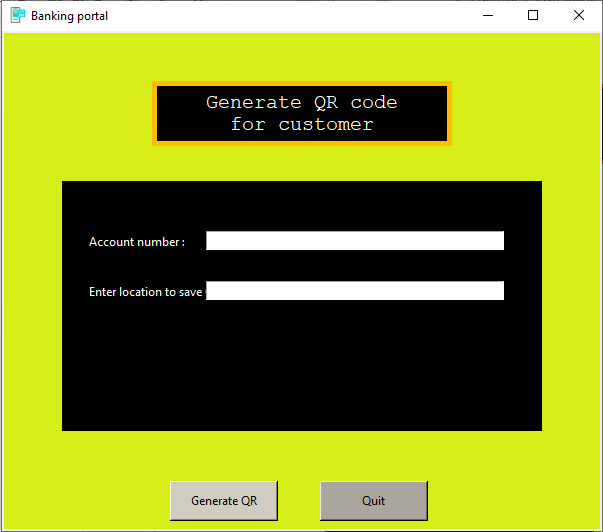 Banking portal
Generate QR code
for customer
Account number :
Enter location to save
Generate QR
Quit